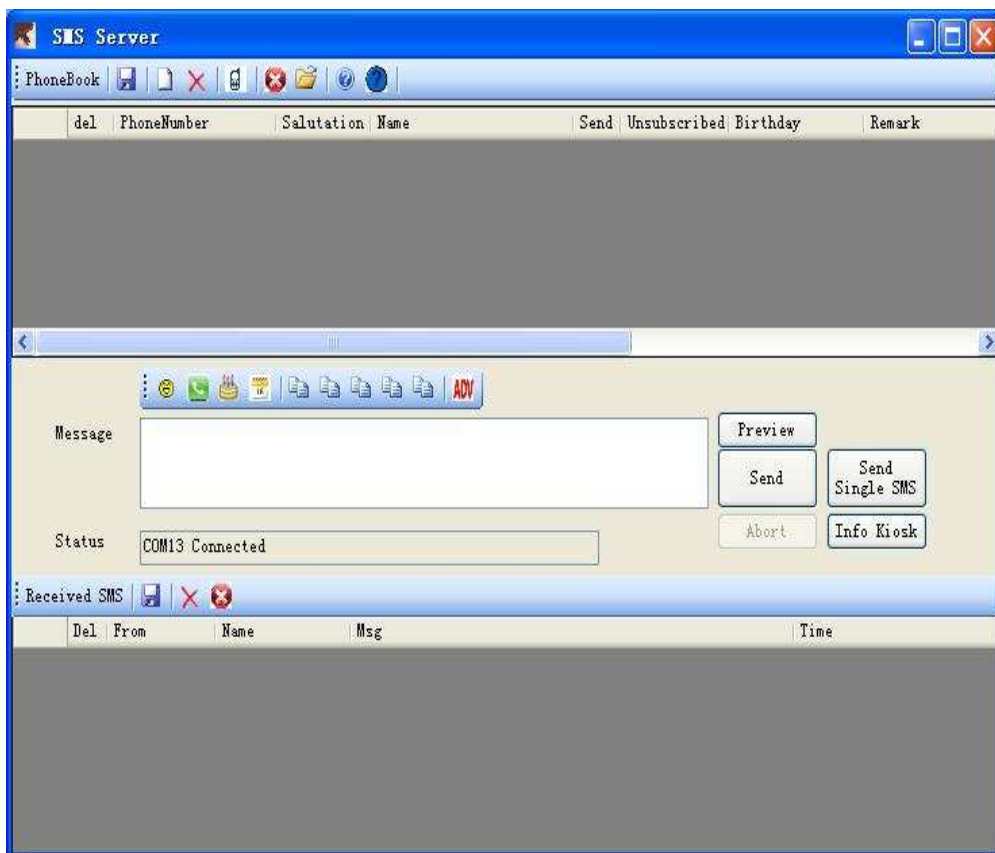 SMS Server
PhoneBook
del PhoneNumber Salutation Name Send Unsubscribed Birthday Remark
ADV
Message
Preview
Send
Send
Single SMS
Status
COM13 Connected
Abort
Info Kiosk
Received SMS
Del From Name Msg Time